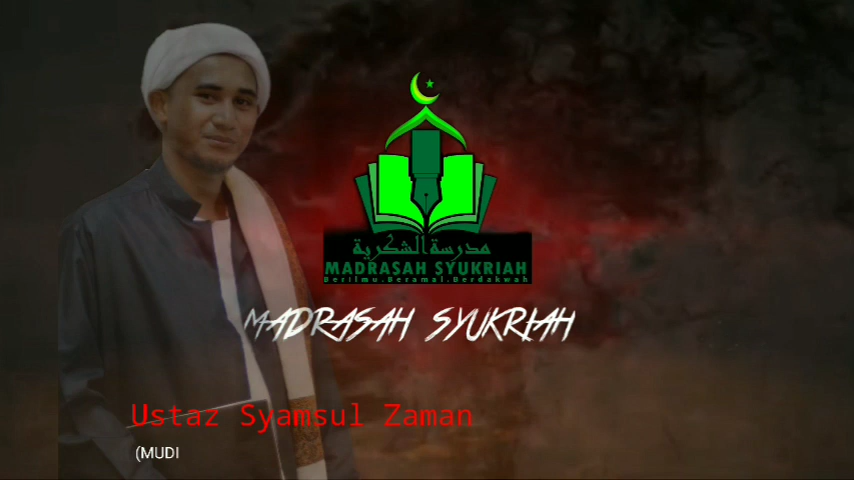 مدرسة الشكرية
MADRASAH SYUKRIAH
Berilmu.Beramal.Berdakwah
MADRASAH SYUKRIAH
Ustaz Syamsul Zaman
(MUDI